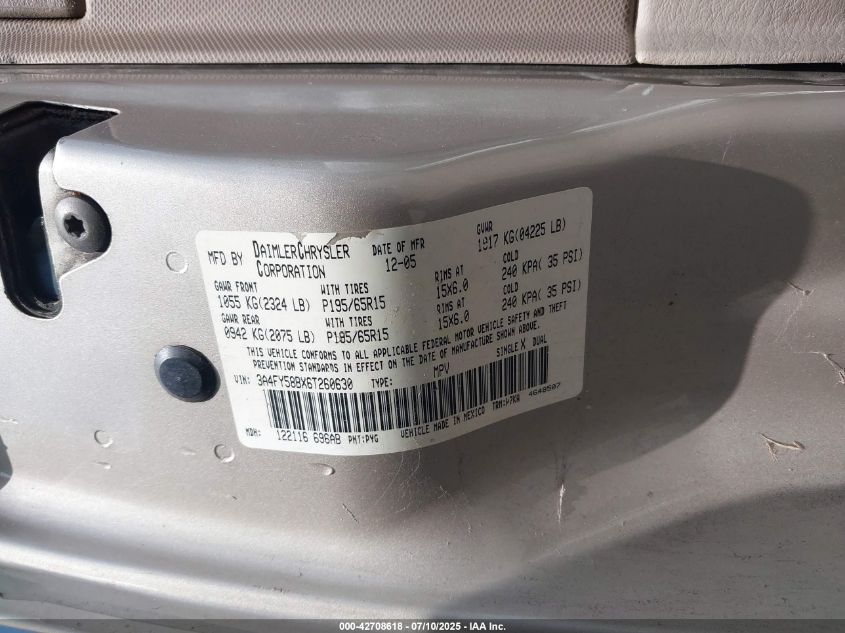 MFD BY DAIMLERCHRYSLER CORPORATION DATE OF MFR 12-05 GVWR 1917 KG(04225 LB)
GAWR FRONT WITH TIRES RIMS AT COLD
1055 KG(2324 LB) P195/65R15 15X6.0 240 KPA( 35 PSI)
GAWR REAR WITH TIRES RIMS AT COLD
0942 KG(2075 LB) P185/65R15 15X6.0 240 KPA( 35 PSI)
THIS VEHICLE CONFORMS TO ALL APPLICABLE FEDERAL MOTOR VEHICLE SAFETY AND THEFT
PREVENTION STANDARDS IN EFFECT ON THE DATE OF MANUFACTURE SHOWN ABOVE.
VIN: 3A4FY58BX6T260630 TYPE: MPV SINGLE X DUAL
MDH: 122116 696AB PNT:PYG VEHICLE MADE IN MEXICO 4648507
000-42708618 - 07/10/2025 - IAA Inc.